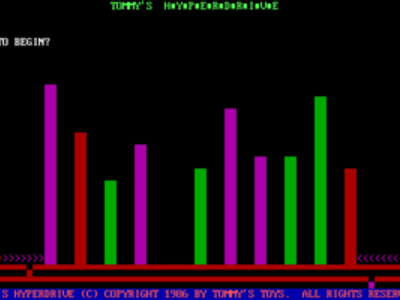 TOMMY'S H•Y•P•E•R•D•R•I•V•E
TO BEGIN?
>>>>>>>> <<<<<<<<
'S HYPERDRIVE (C) COPYRIGHT 1986 BY TOMMY'S TOYS. ALL RIGHTS RESER